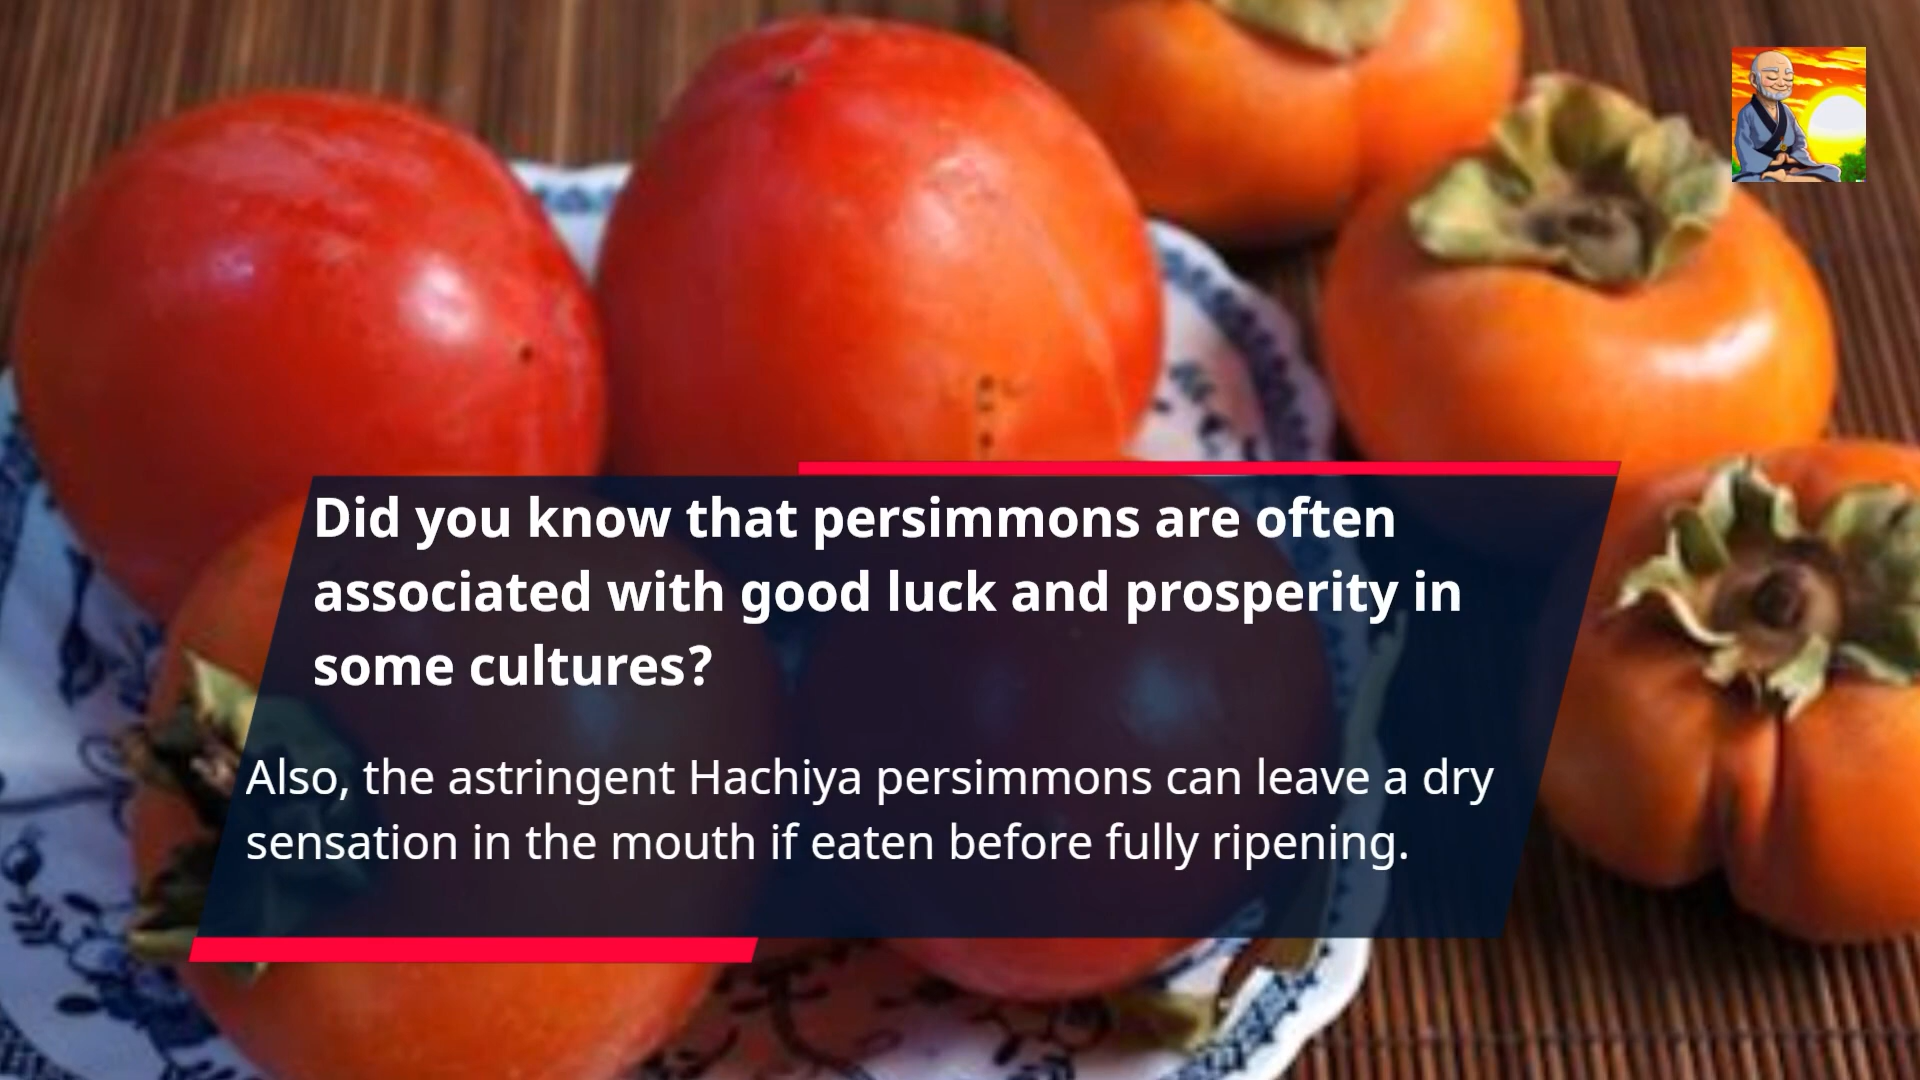 Did you know that persimmons are often
associated with good luck and prosperity in
some cultures?
Also, the astringent Hachiya persimmons can leave a dry
sensation in the mouth if eaten before fully ripening.